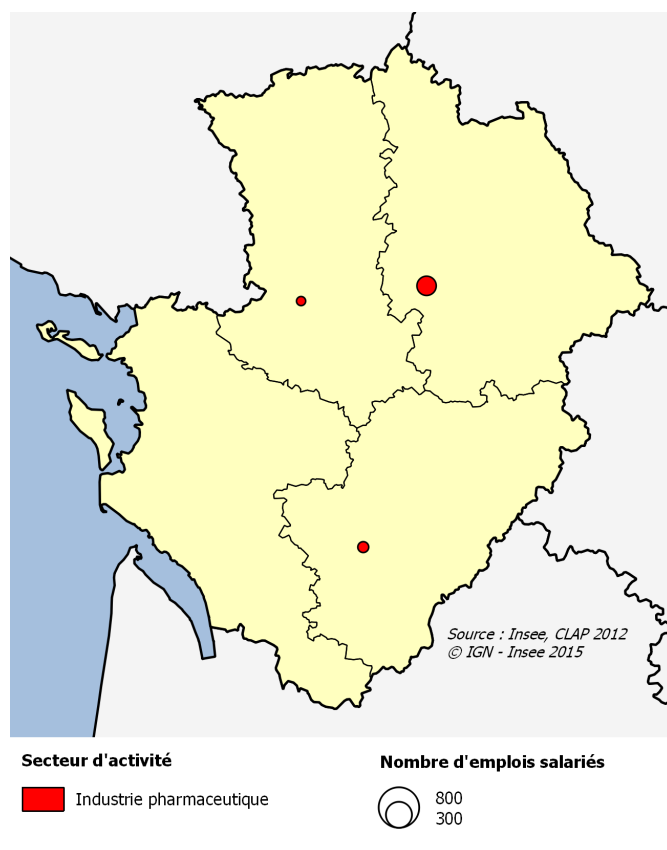 Source : Insee, CLAP 2012
© IGN - Insee 2015
Secteur d'activité
Industrie pharmaceutique
Nombre d'emplois salariés
800
300